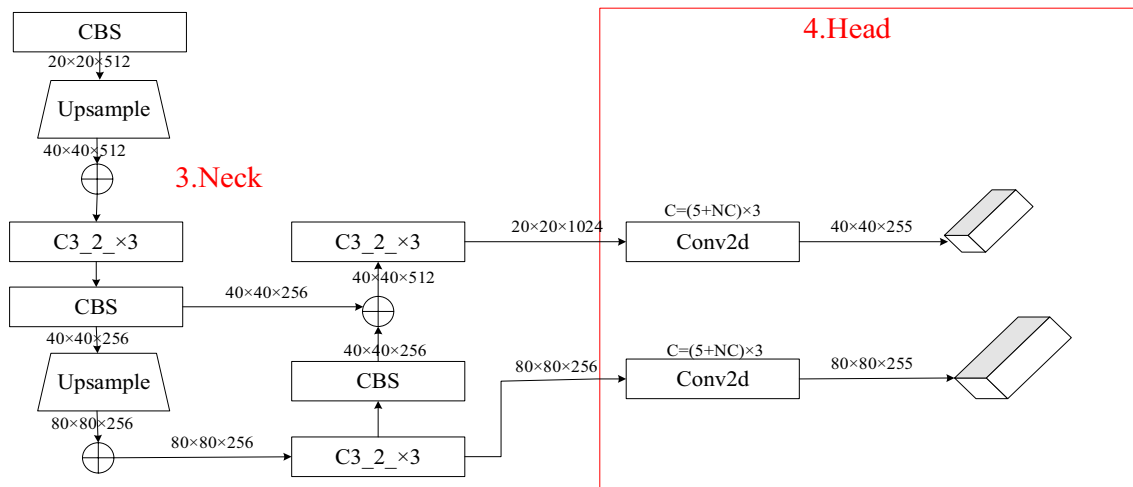 CBS
20×20×512
Upsample
40×40×512
3.Neck
C3_2_×3
CBS
40×40×256
40×40×256
Upsample
80×80×256
80×80×256
C3_2_×3
40×40×512
40×40×256
CBS
C3_2_×3
4.Head
20×20×1024
C=(5+NC)×3
Conv2d
40×40×255
80×80×256
C=(5+NC)×3
Conv2d
80×80×255